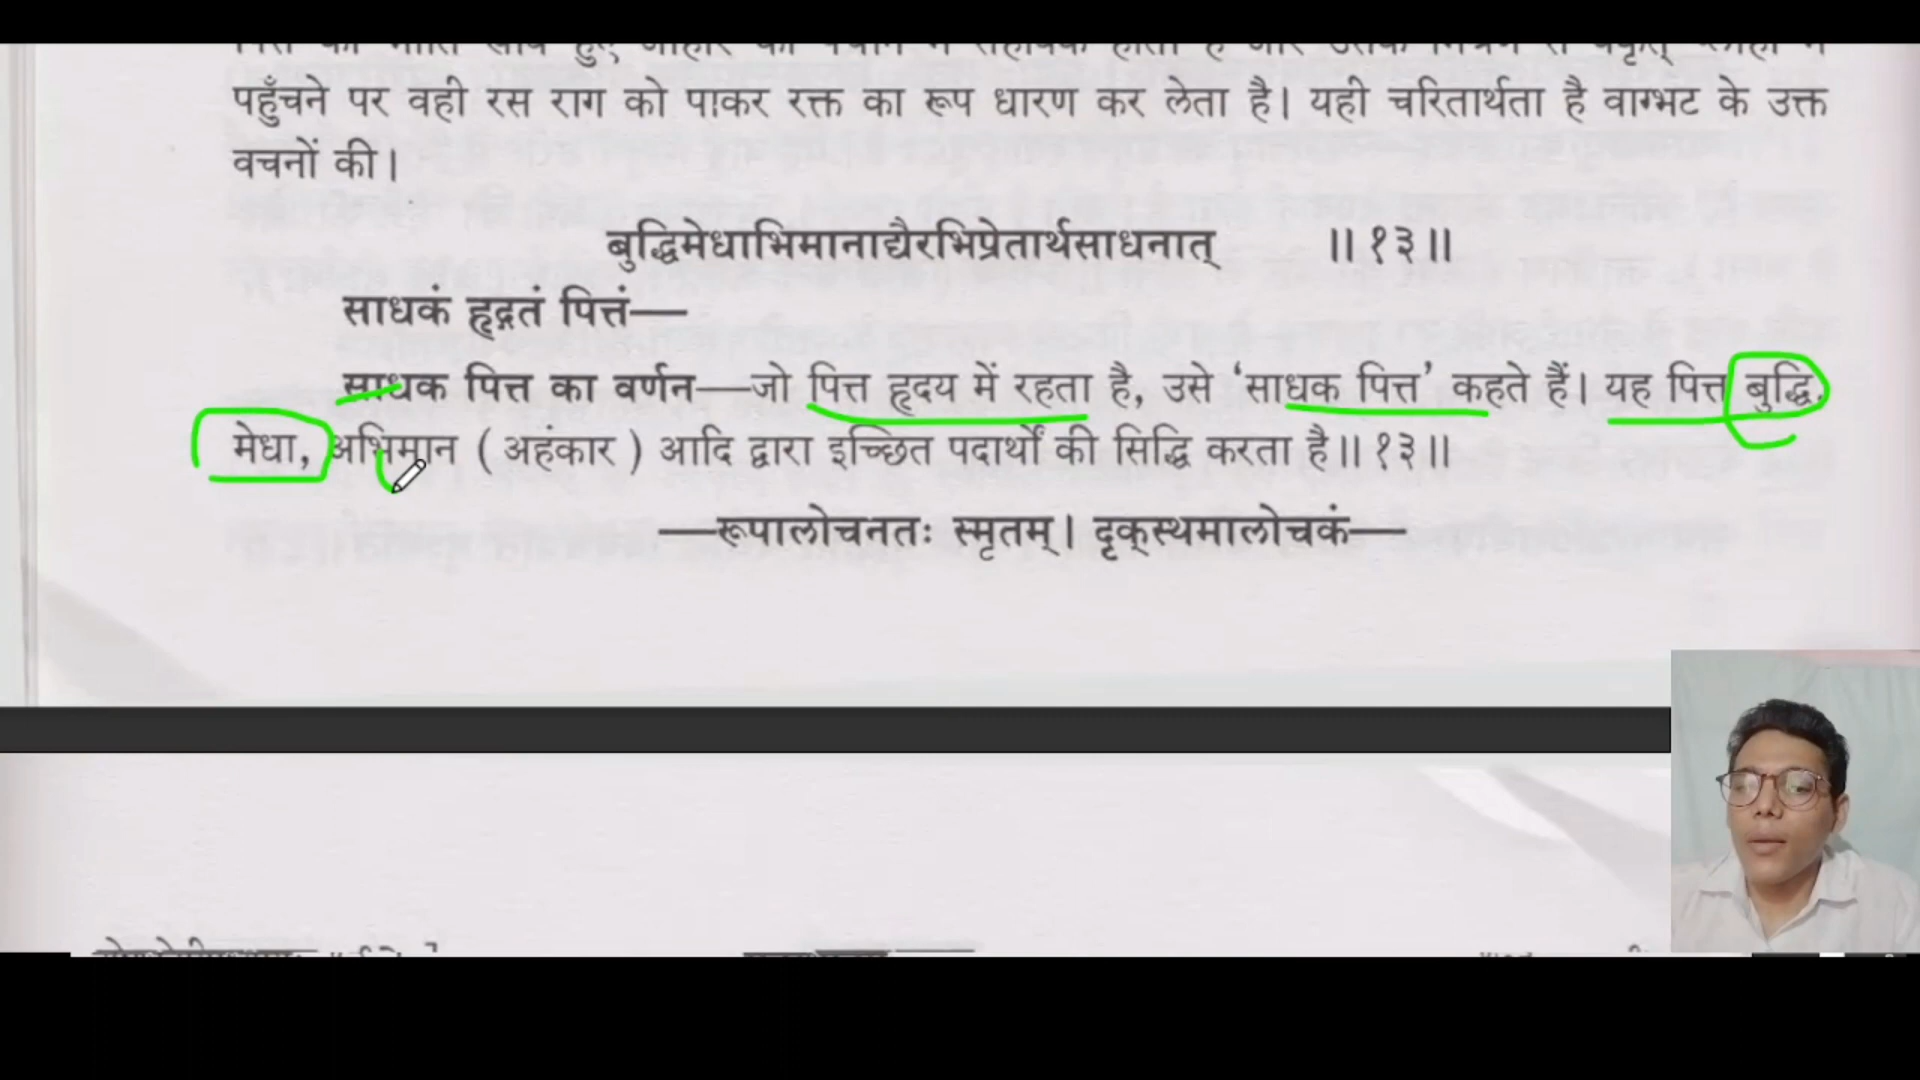 पहुँचने पर वही रस राग को पाकर रक्त का रूप धारण कर लेता है। यही चरितार्थता है वाग्भट के उक्त
वचनों की।
बुद्धिमेधाभिमानाद्यैरभिप्रेतार्थसाधनात् ॥१३॥
साधकं हृद्गतं पित्तं—
साधक पित्त का वर्णन—जो पित्त हृदय में रहता है, उसे ‘साधक पित्त’ कहते हैं। यह पित्त बुद्धि,
मेधा, अभिमान ( अहंकार ) आदि द्वारा इच्छित पदार्थों की सिद्धि करता है॥१३॥
—रूपालोचनतः स्मृतम्। दृक्स्थमालोचकं—